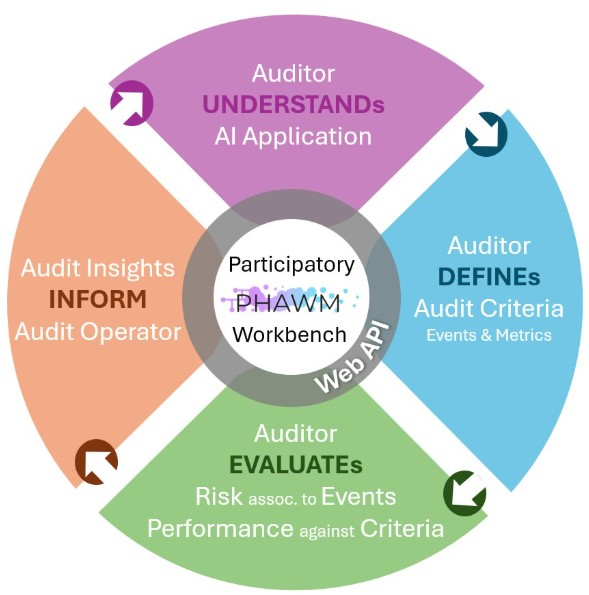 Auditor
UNDERSTANDs
AI Application
Auditor
DEFINEs
Audit Criteria
Events & Metrics
Auditor
EVALUATEs
Risk assoc. to Events
Performance against Criteria
Audit Insights
INFORM
Audit Operator
Participatory
PHAWM
Workbench
Web API